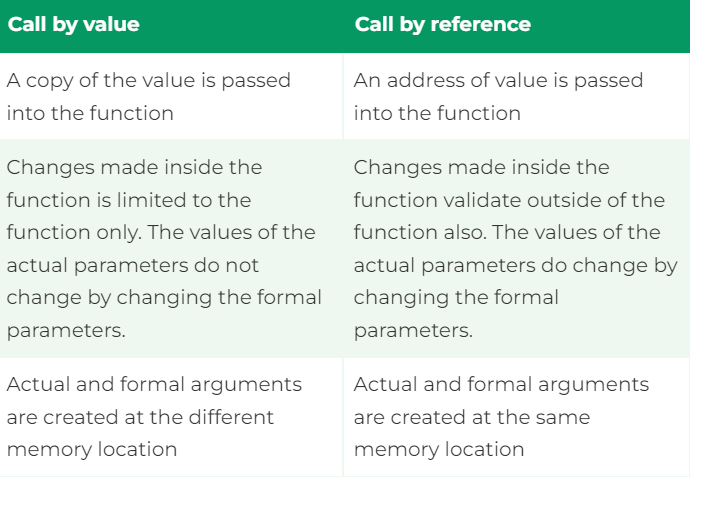 Call by value
Call by reference
A copy of the value is passed
into the function
An address of value is passed
into the function
Changes made inside the
function is limited to the
function only. The values of the
actual parameters do not
change by changing the formal
parameters.
Changes made inside the
function validate outside of the
function also. The values of the
actual parameters do change by
changing the formal
parameters.
Actual and formal arguments
are created at the different
memory location
Actual and formal arguments
are created at the same
memory location